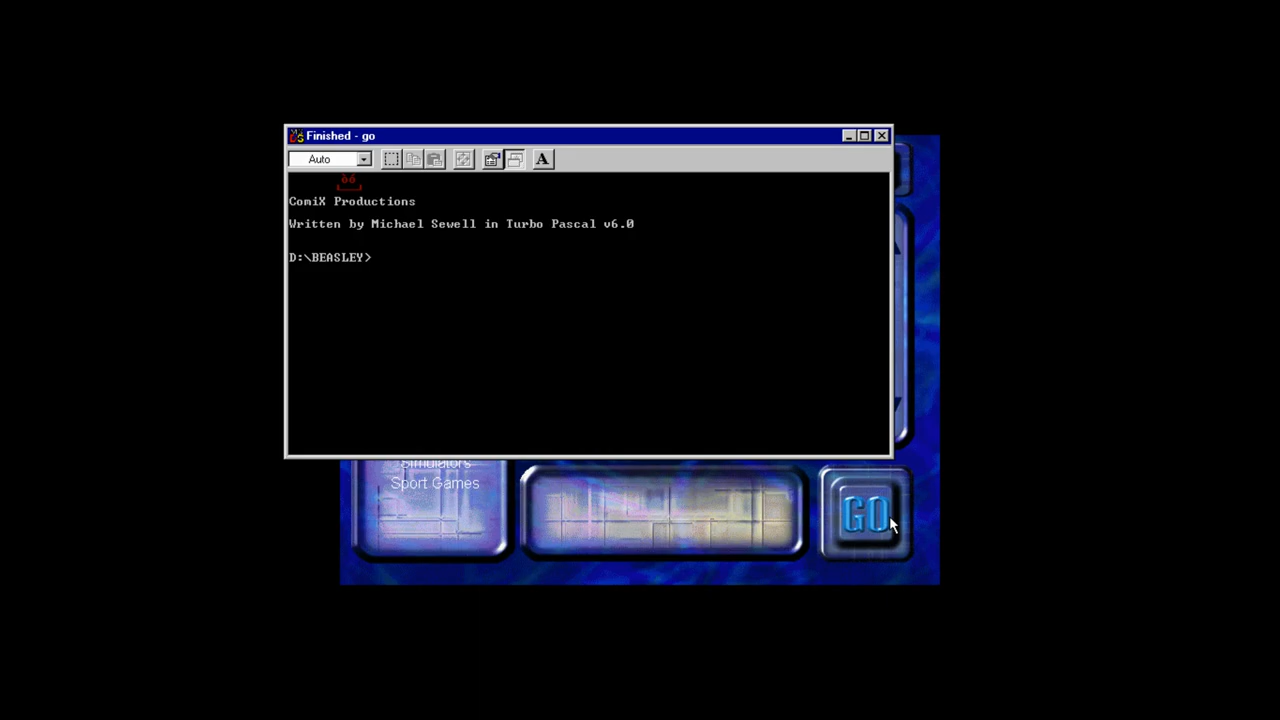 Finished - go
Auto
A
ComiX Productions
Written by Michael Sewell in Turbo Pascal v6.0
D:\BEASLEY>
Simulators
Sport Games
GO